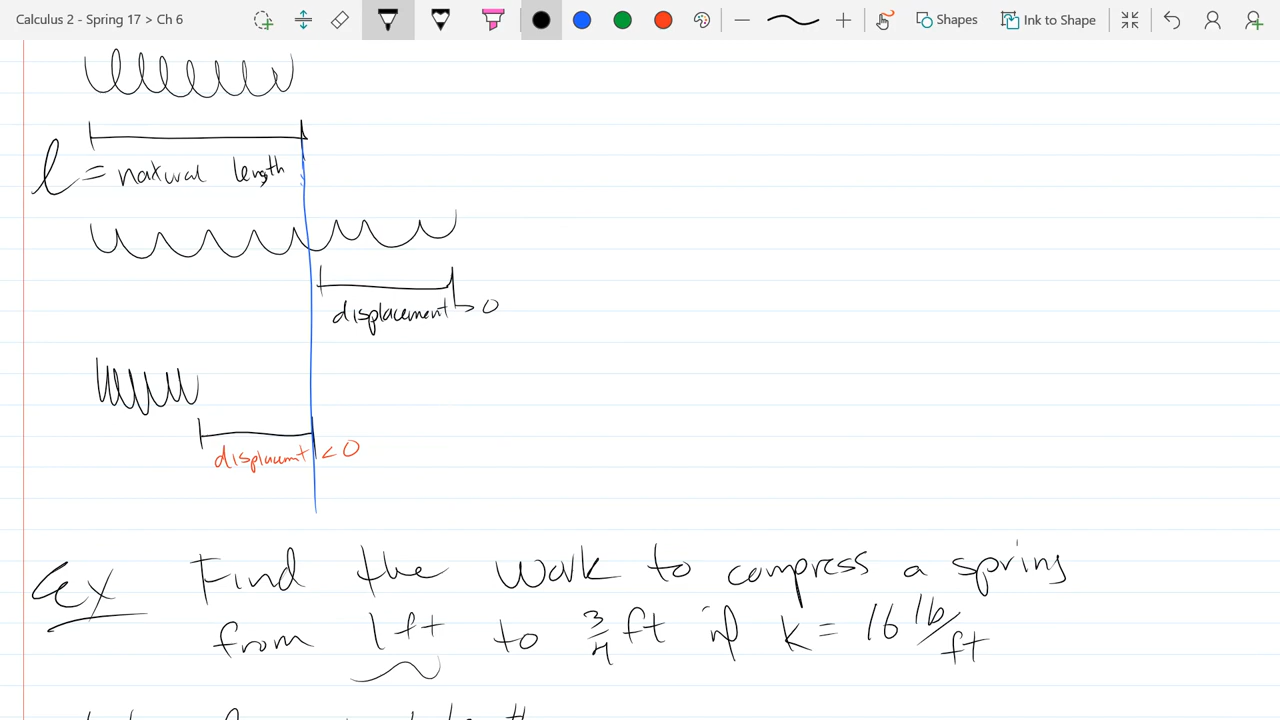 Calculus 2 - Spring 17 > Ch 6
Shapes
Ink to Shape
l = natural length
displacement > 0
displacemt < 0
Ex Find the work to compress a spring
from 1 ft to 3/4 ft if k = 16 lb/ft